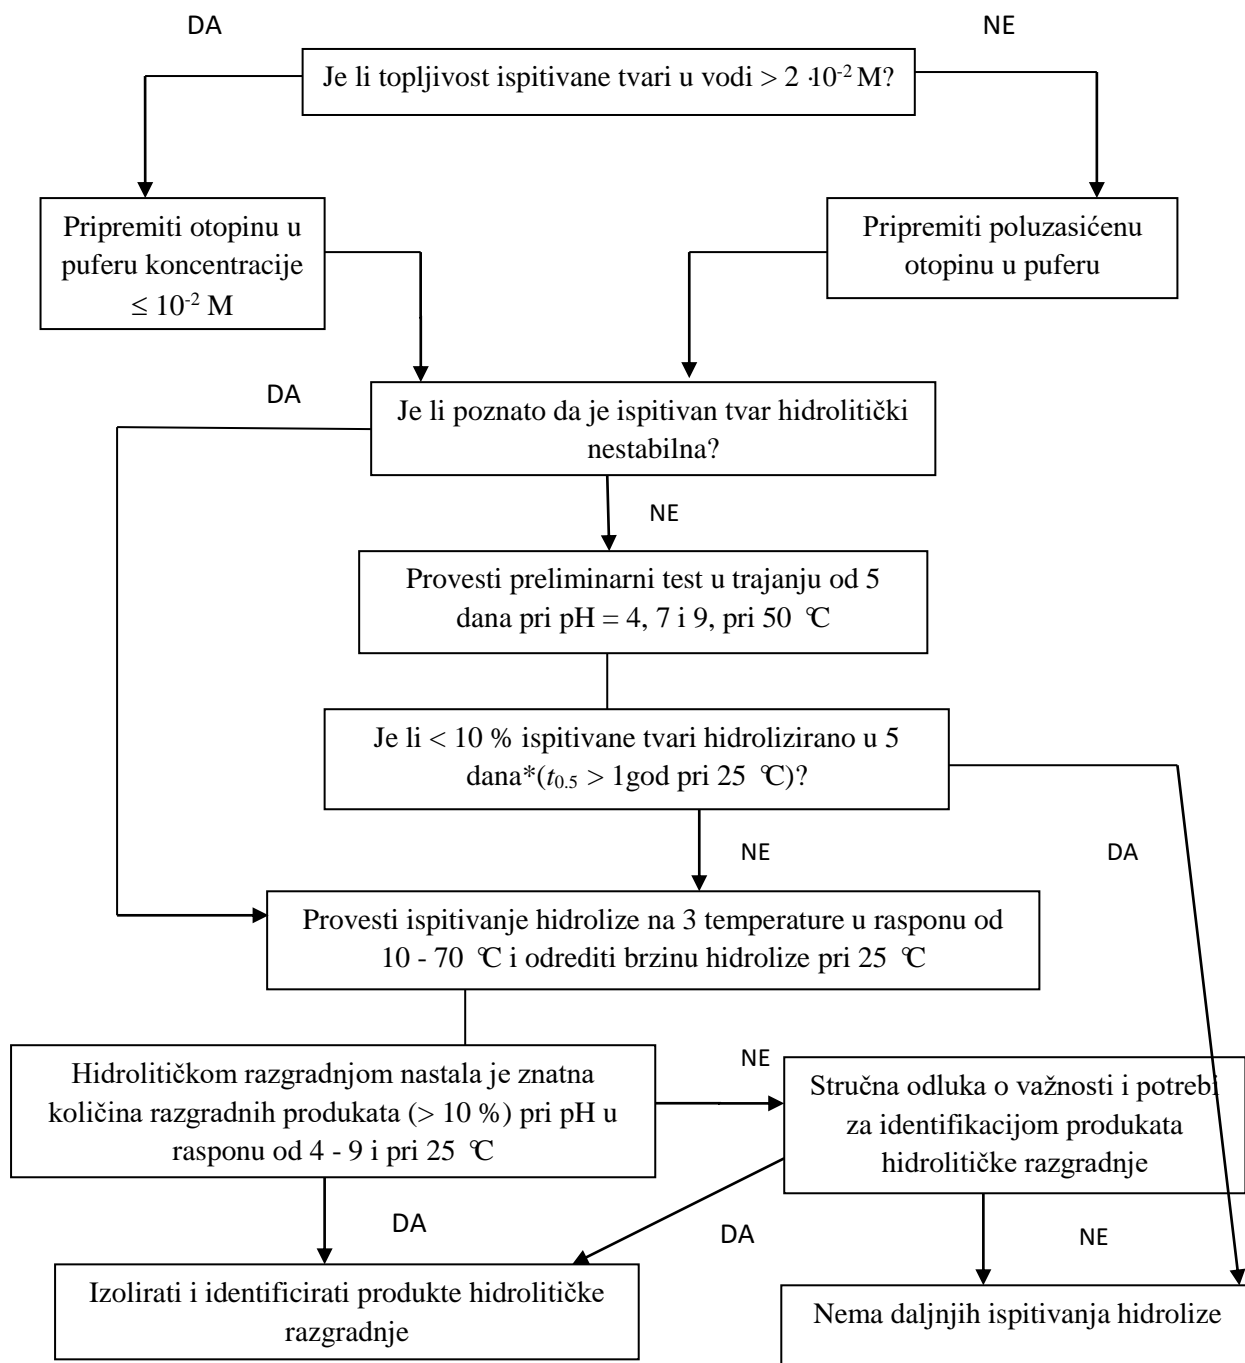 DA
NE
Je li topljivost ispitivane tvari u vodi > 2 ·10⁻² M?
Pripremiti otopinu u
puferu koncentracije
≤ 10⁻² M
Pripremiti poluzasićenu
otopinu u puferu
DA
Je li poznato da je ispitivan tvar hidrolitički
nestabilna?
NE
Provesti preliminarni test u trajanju od 5
dana pri pH = 4, 7 i 9, pri 50 ℃
Je li < 10 % ispitivane tvari hidrolizirano u 5
dana*(t₀.₅ > 1god pri 25 ℃)?
NE
DA
Provesti ispitivanje hidrolize na 3 temperature u rasponu od
10 - 70 ℃ i odrediti brzinu hidrolize pri 25 ℃
Hidrolitičkom razgradnjom nastala je znatna
količina razgradnih produkata (> 10 %) pri pH u
rasponu od 4 - 9 i pri 25 ℃
NE
Stručna odluka o važnosti i potrebi
za identifikacijom produkata
hidrolitičke razgradnje
DA
DA
NE
Izolirati i identificirati produkte hidrolitičke
razgradnje
Nema daljnjih ispitivanja hidrolize